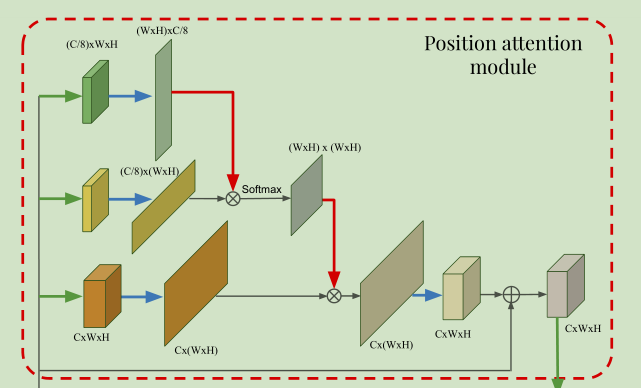 Position attention
module
(C/8)xWxH
(WxH)xC/8
(C/8)x(WxH)
Softmax
(WxH) x (WxH)
CxWxH
Cx(WxH)
Cx(WxH)
CxWxH
CxWxH